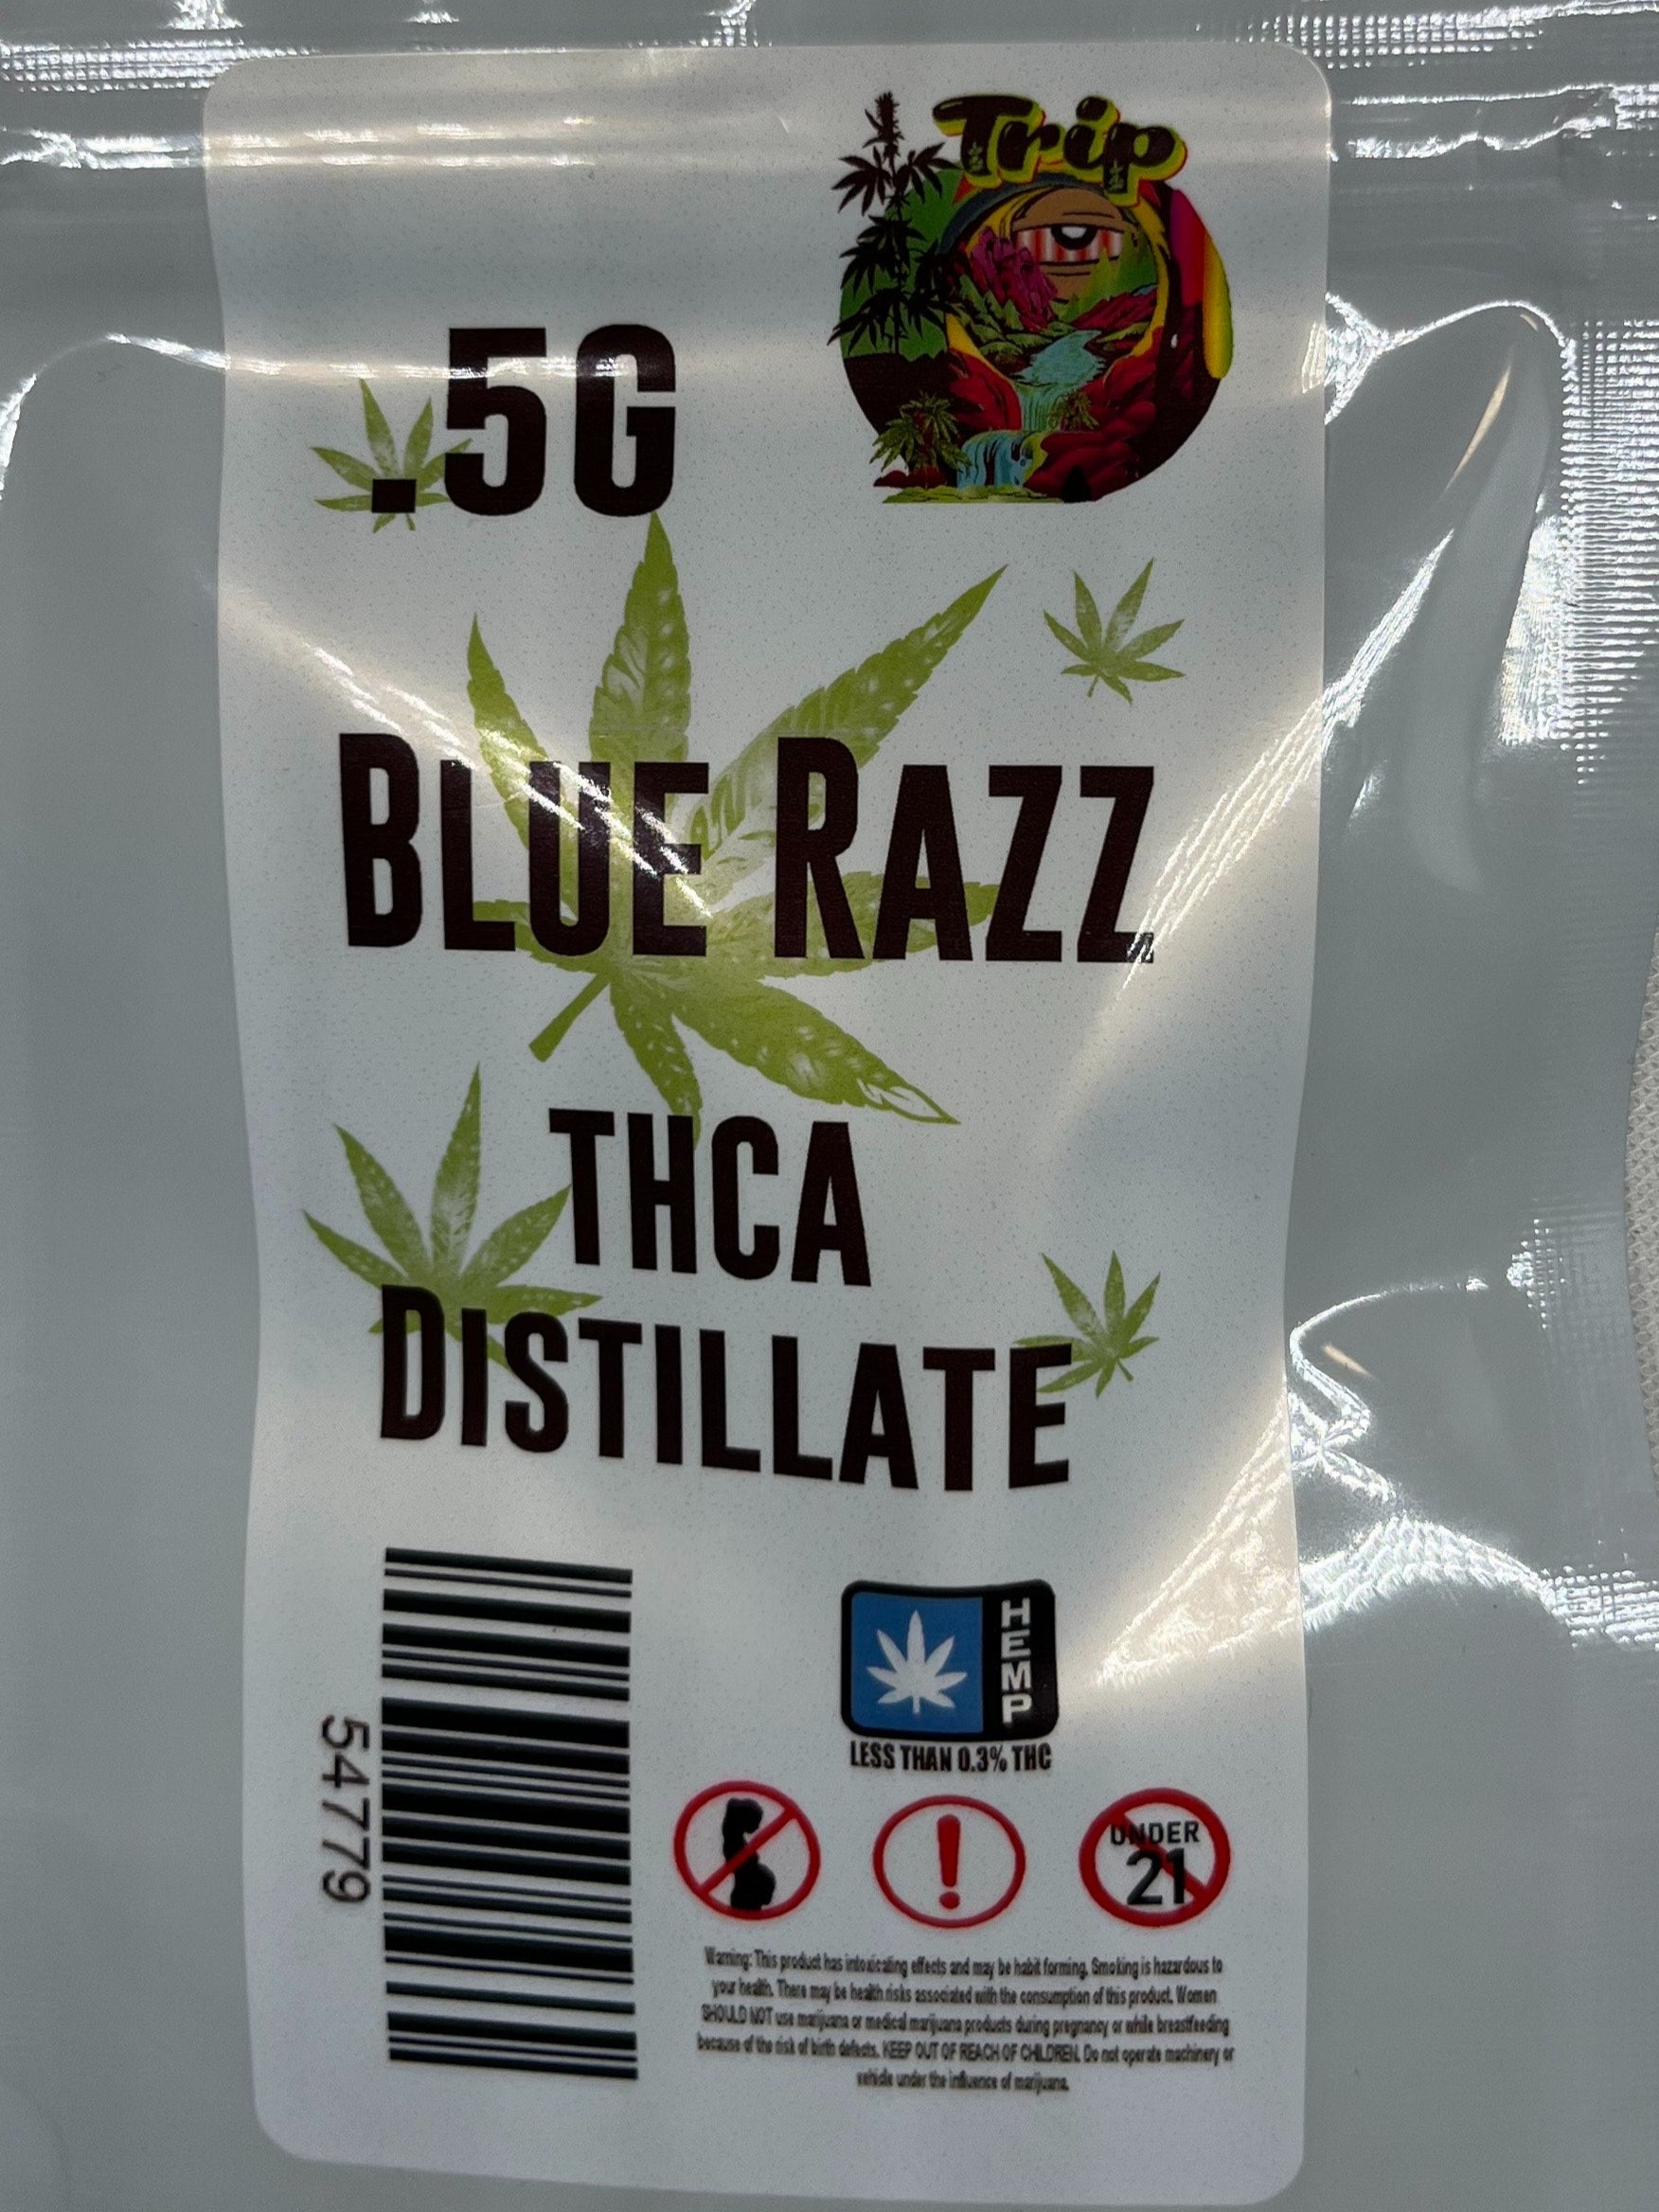 Trip
.5G
BLUE RAZZ
THCA
DISTILLATE
54779
HEMP
LESS THAN 0.3% THC
UNDER
21
Warning: This product has intoxicating effects and may be habit forming. Smoking is hazardous to
your health. There may be health risks associated with the consumption of this product. Women
SHOULD NOT use marijuana or medical marijuana products during pregnancy or while breastfeeding
because of the risk of birth defects. KEEP OUT OF REACH OF CHILDREN. Do not operate machinery or
vehicle under the influence of marijuana.